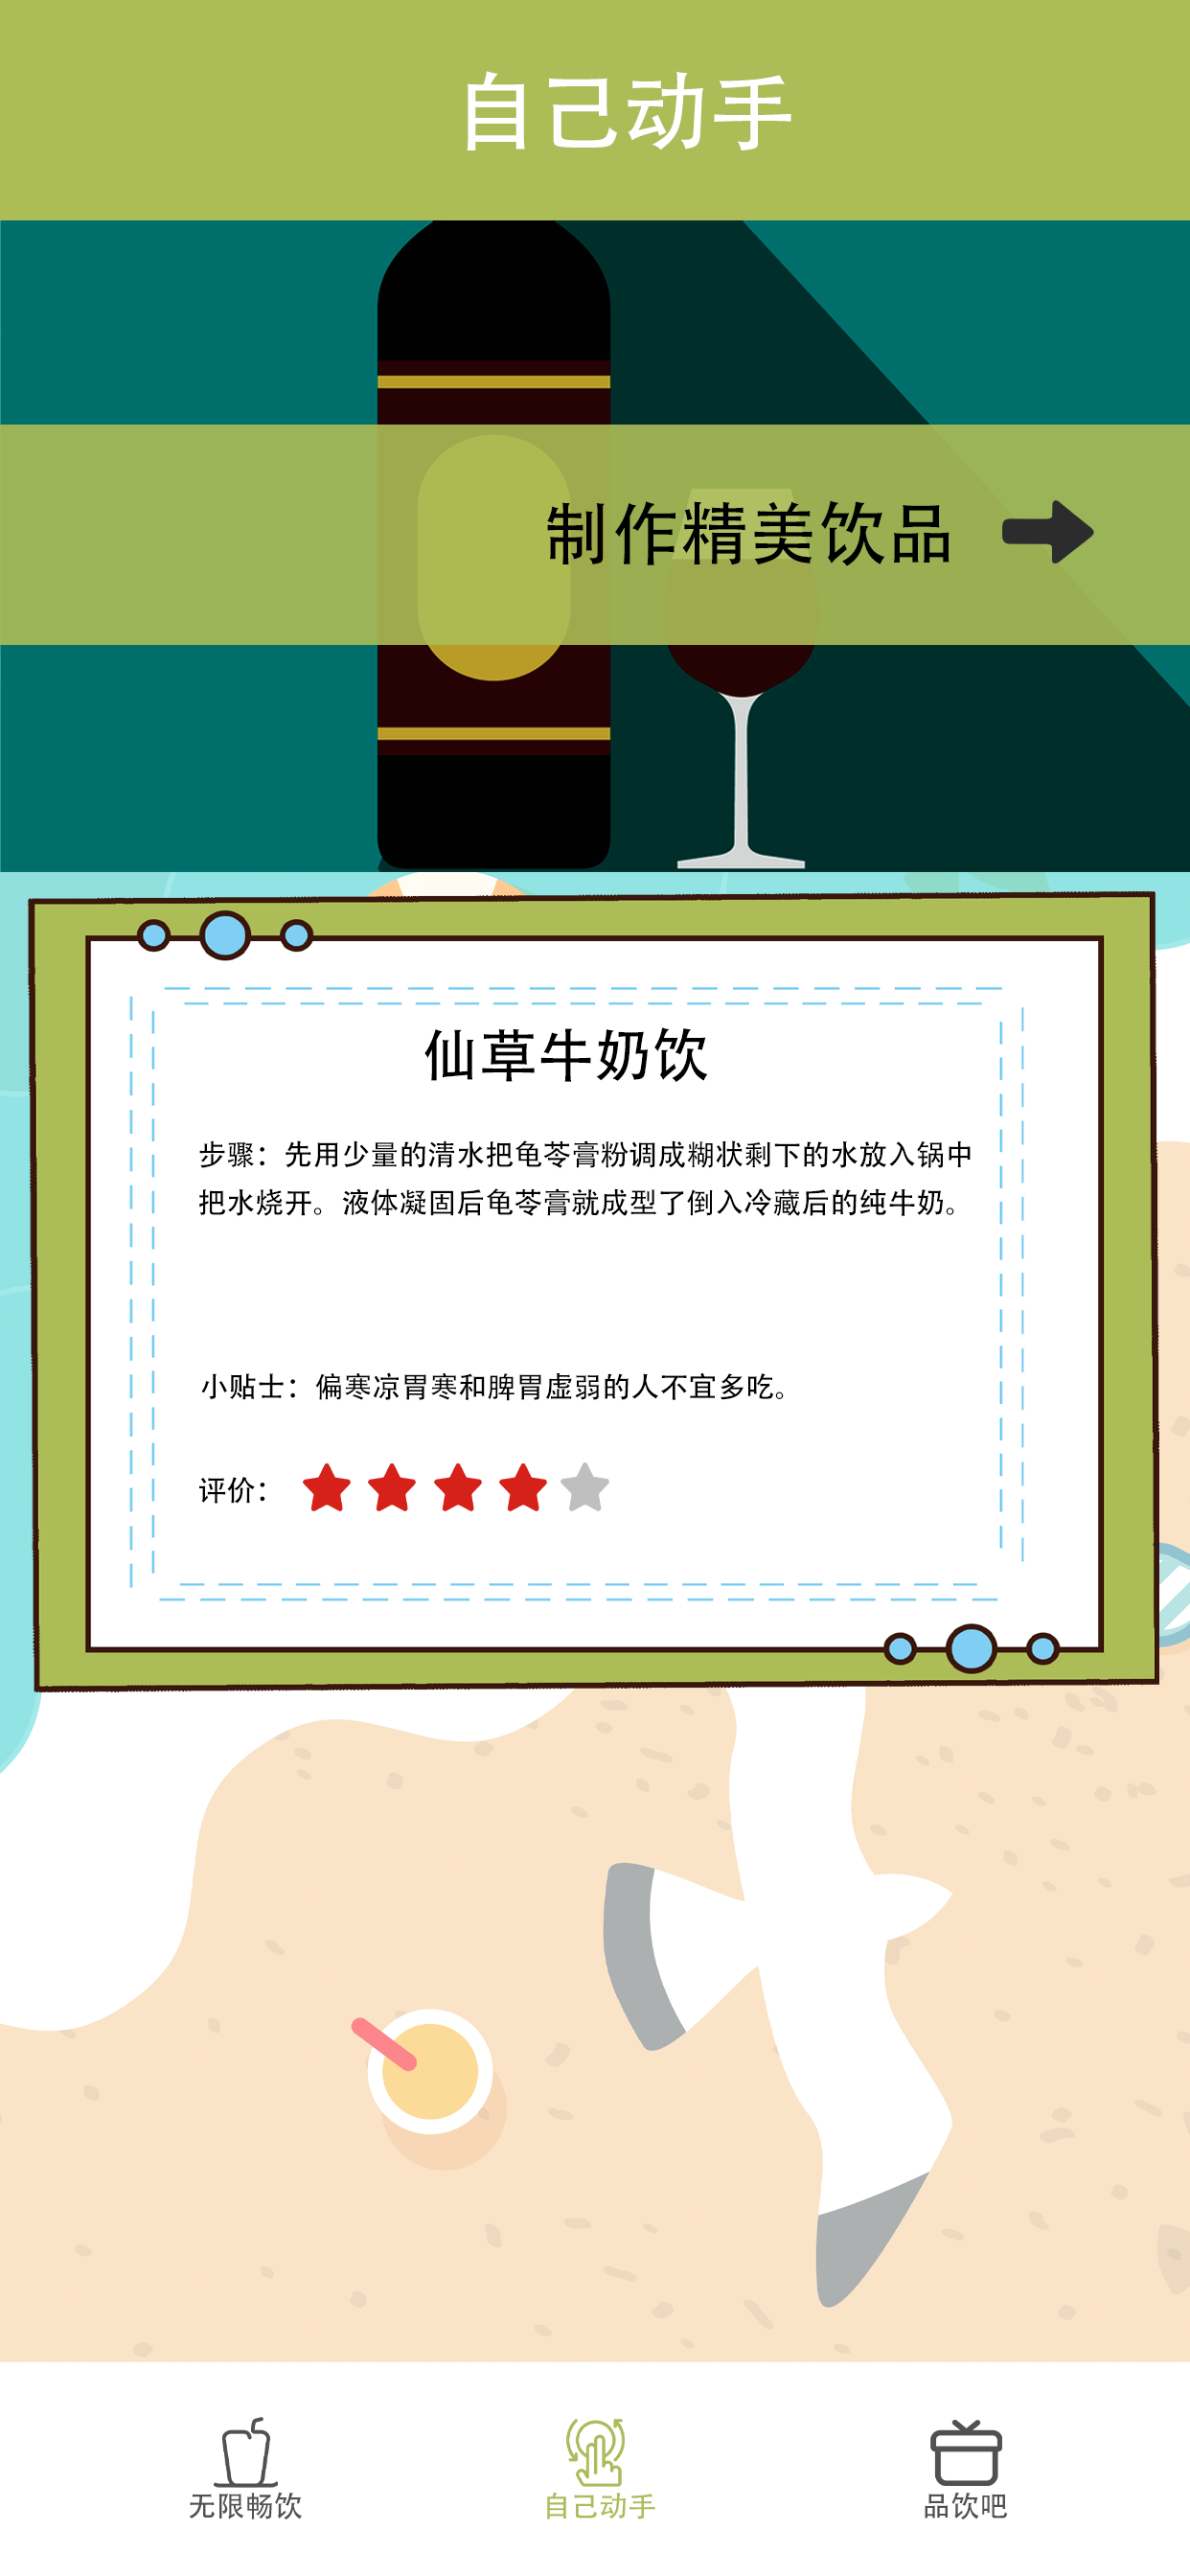 自己动手
制作精美饮品
仙草牛奶饮
步骤：先用少量的清水把龟苓膏粉调成糊状剩下的水放入锅中
把水烧开。液体凝固后龟苓膏就成型了倒入冷藏后的纯牛奶。
小贴士：偏寒凉胃寒和脾胃虚弱的人不宜多吃。
评价：
无限畅饮
自己动手
品饮吧